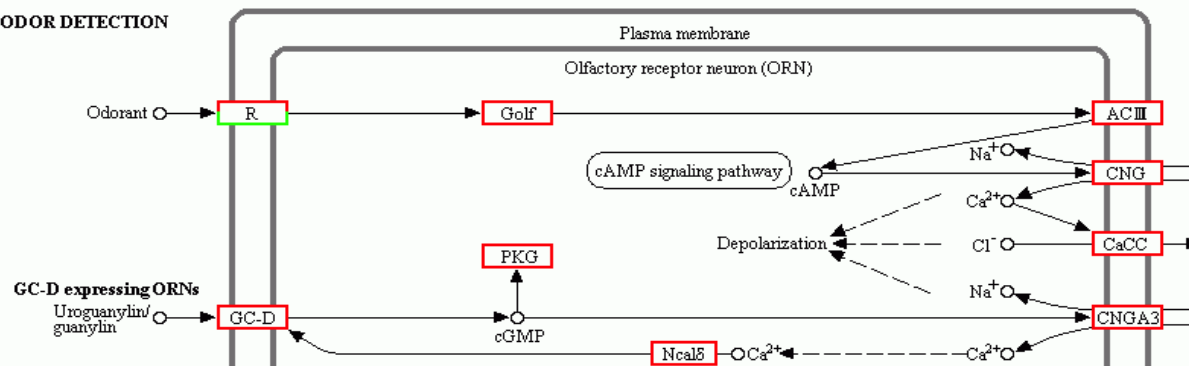 ODOR DETECTION
Plasma membrane
Olfactory receptor neuron (ORN)
Odorant
R
Golf
ACⅢ
Na+
cAMP signaling pathway
cAMP
CNG
Ca2+
Depolarization
Cl-
CaCC
PKG
GC-D expressing ORNs
Na+
Uroguanylin/
guanylin
GC-D
cGMP
CNGA3
Ncalδ
Ca2+
Ca2+